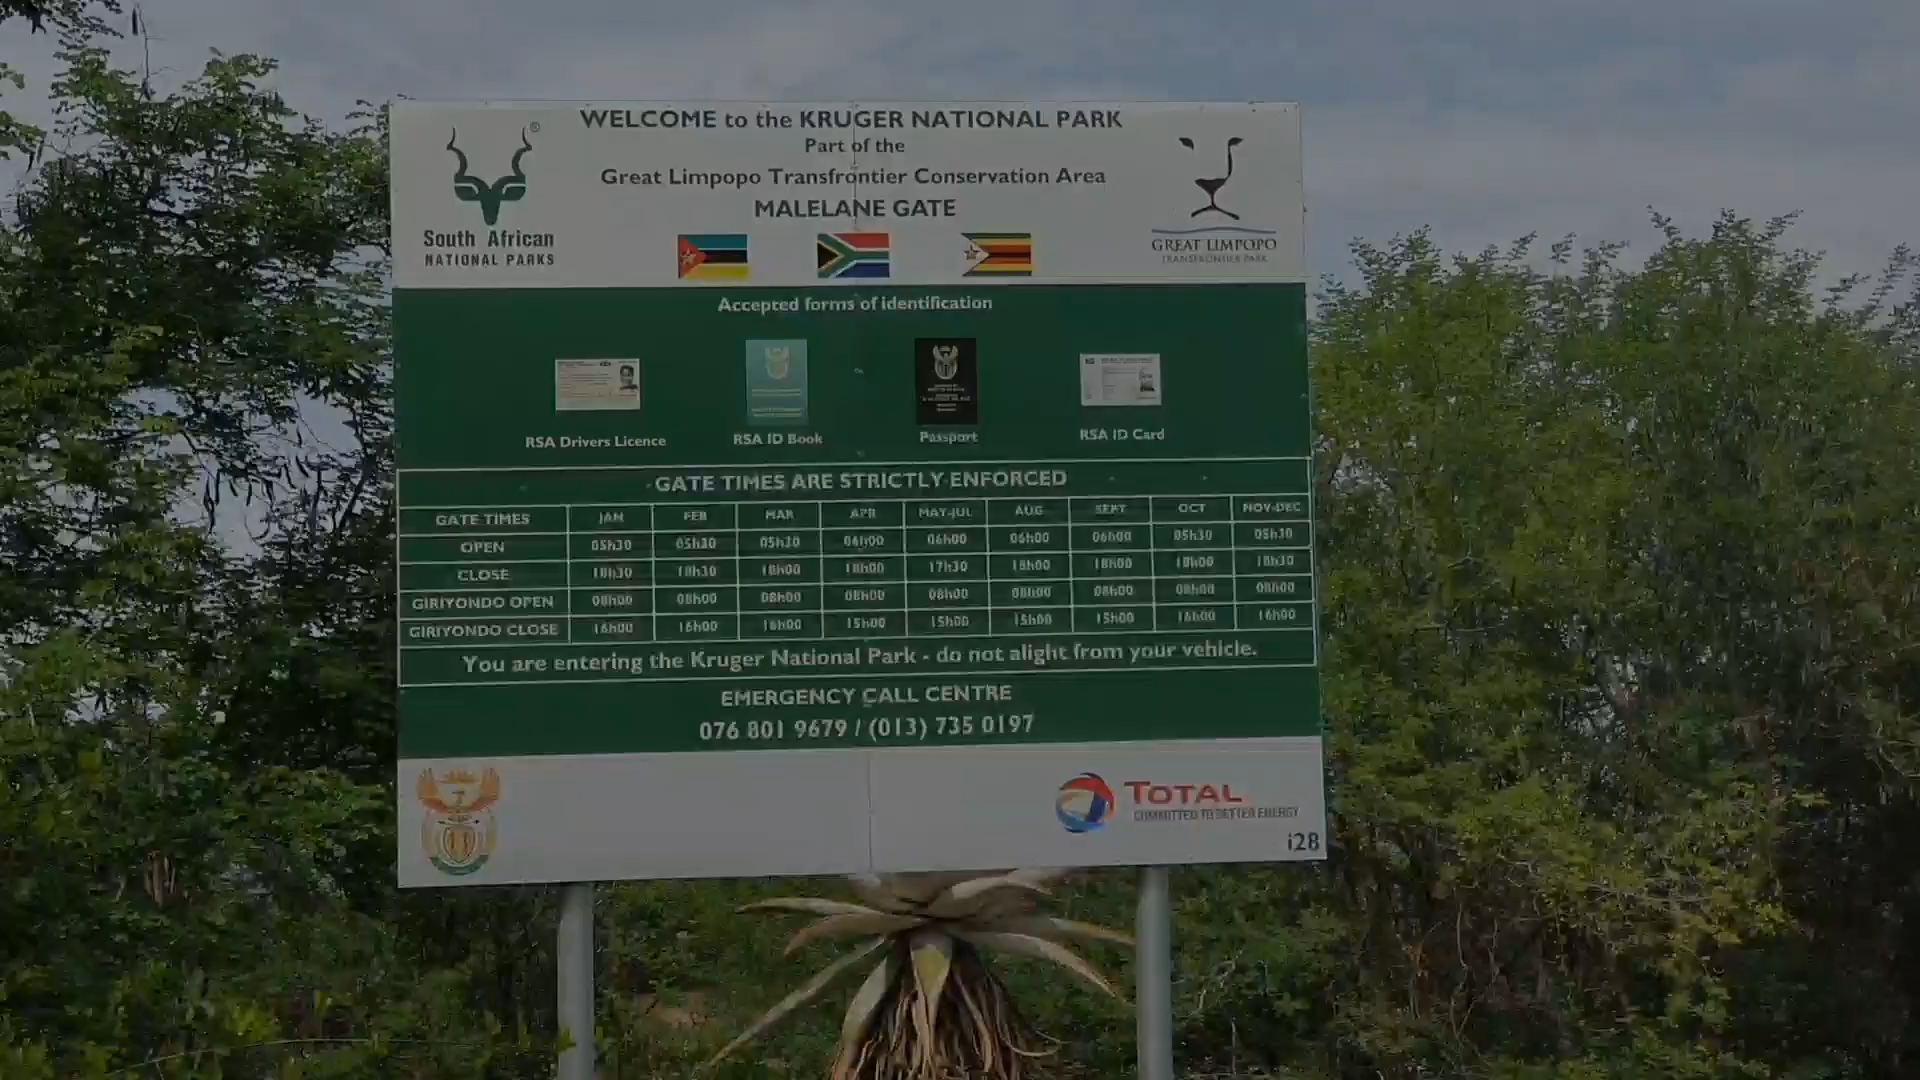 WELCOME to the KRUGER NATIONAL PARK
Part of the
Great Limpopo Transfrontier Conservation Area
MALELANE GATE
®
South African
NATIONAL PARKS
GREAT LIMPOPO
TRANSFRONTIER PARK
Accepted forms of identification
RSA Drivers Licence RSA ID Book Passport RSA ID Card
GATE TIMES ARE STRICTLY ENFORCED
GATE TIMES JAN FEB MAR APR MAY-JUL AUG SEPT OCT NOV-DEC
OPEN 05h30 05h30 05h30 06h00 06h00 06h00 06h00 05h30 05h30
CLOSE 18h30 18h30 18h00 18h00 17h30 18h00 18h00 18h00 18h30
GIRIYONDO OPEN 08h00 08h00 08h00 08h00 08h00 08h00 08h00 08h00 08h00
GIRIYONDO CLOSE 16h00 16h00 16h00 15h00 15h00 15h00 15h00 16h00 16h00
You are entering the Kruger National Park - do not alight from your vehicle.
EMERGENCY CALL CENTRE
076 801 9679 / (013) 735 0197
TOTAL
COMMITTED TO BETTER ENERGY
i28